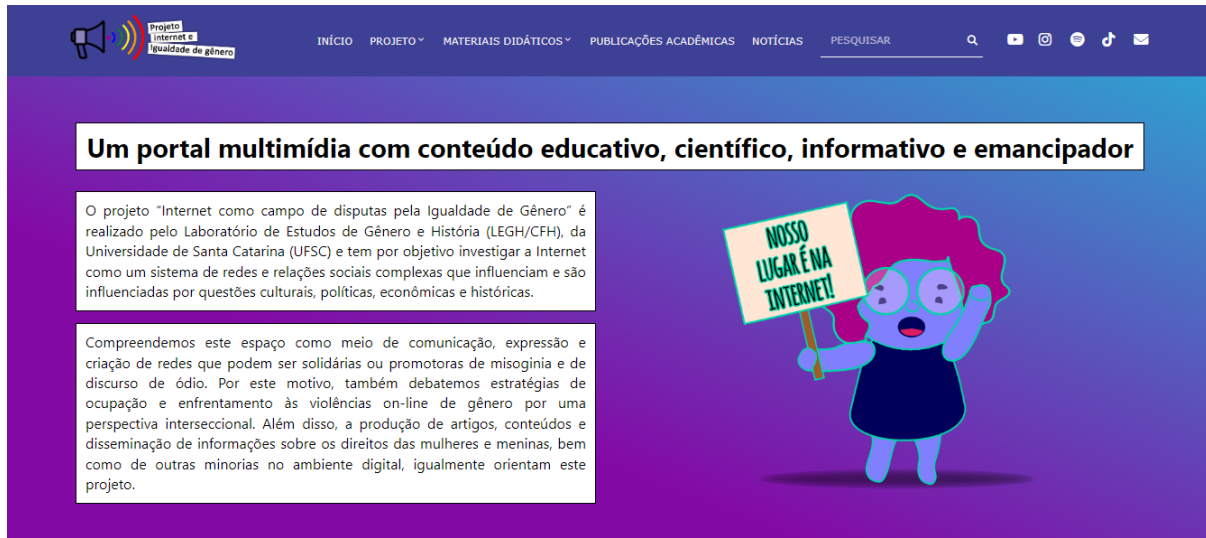 Projeto
Internet e
Igualdade de gênero
INÍCIO PROJETO MATERIAIS DIDÁTICOS PUBLICAÇÕES ACADÊMICAS NOTÍCIAS PESQUISAR
Um portal multimídia com conteúdo educativo, científico, informativo e emancipador
O projeto "Internet como campo de disputas pela Igualdade de Gênero" é
realizado pelo Laboratório de Estudos de Gênero e História (LEGH/CFH), da
Universidade de Santa Catarina (UFSC) e tem por objetivo investigar a Internet
como um sistema de redes e relações sociais complexas que influenciam e são
influenciadas por questões culturais, políticas, econômicas e históricas.
Compreendemos este espaço como meio de comunicação, expressão e
criação de redes que podem ser solidárias ou promotoras de misoginia e de
discurso de ódio. Por este motivo, também debatemos estratégias de
ocupação e enfrentamento às violências on-line de gênero por uma
perspectiva interseccional. Além disso, a produção de artigos, conteúdos e
disseminação de informações sobre os direitos das mulheres e meninas, bem
como de outras minorias no ambiente digital, igualmente orientam este
projeto.
NOSSO
LUGAR É NA
INTERNET!